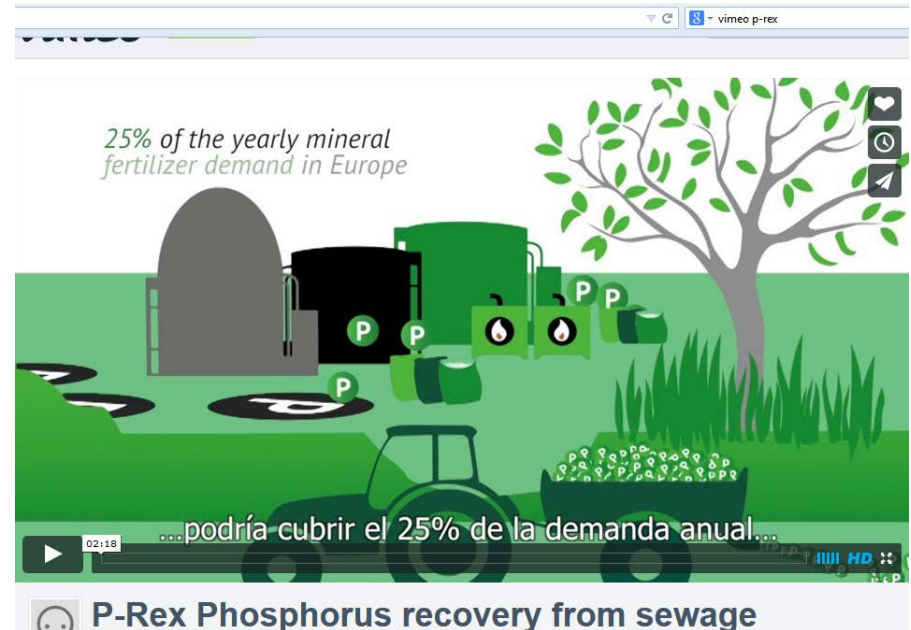 vimeo p-rex
25% of the yearly mineral
fertilizer demand in Europe
P
P
P
P
P
...podría cubrir el 25% de la demanda anual...
02:18
HD
P-Rex Phosphorus recovery from sewage